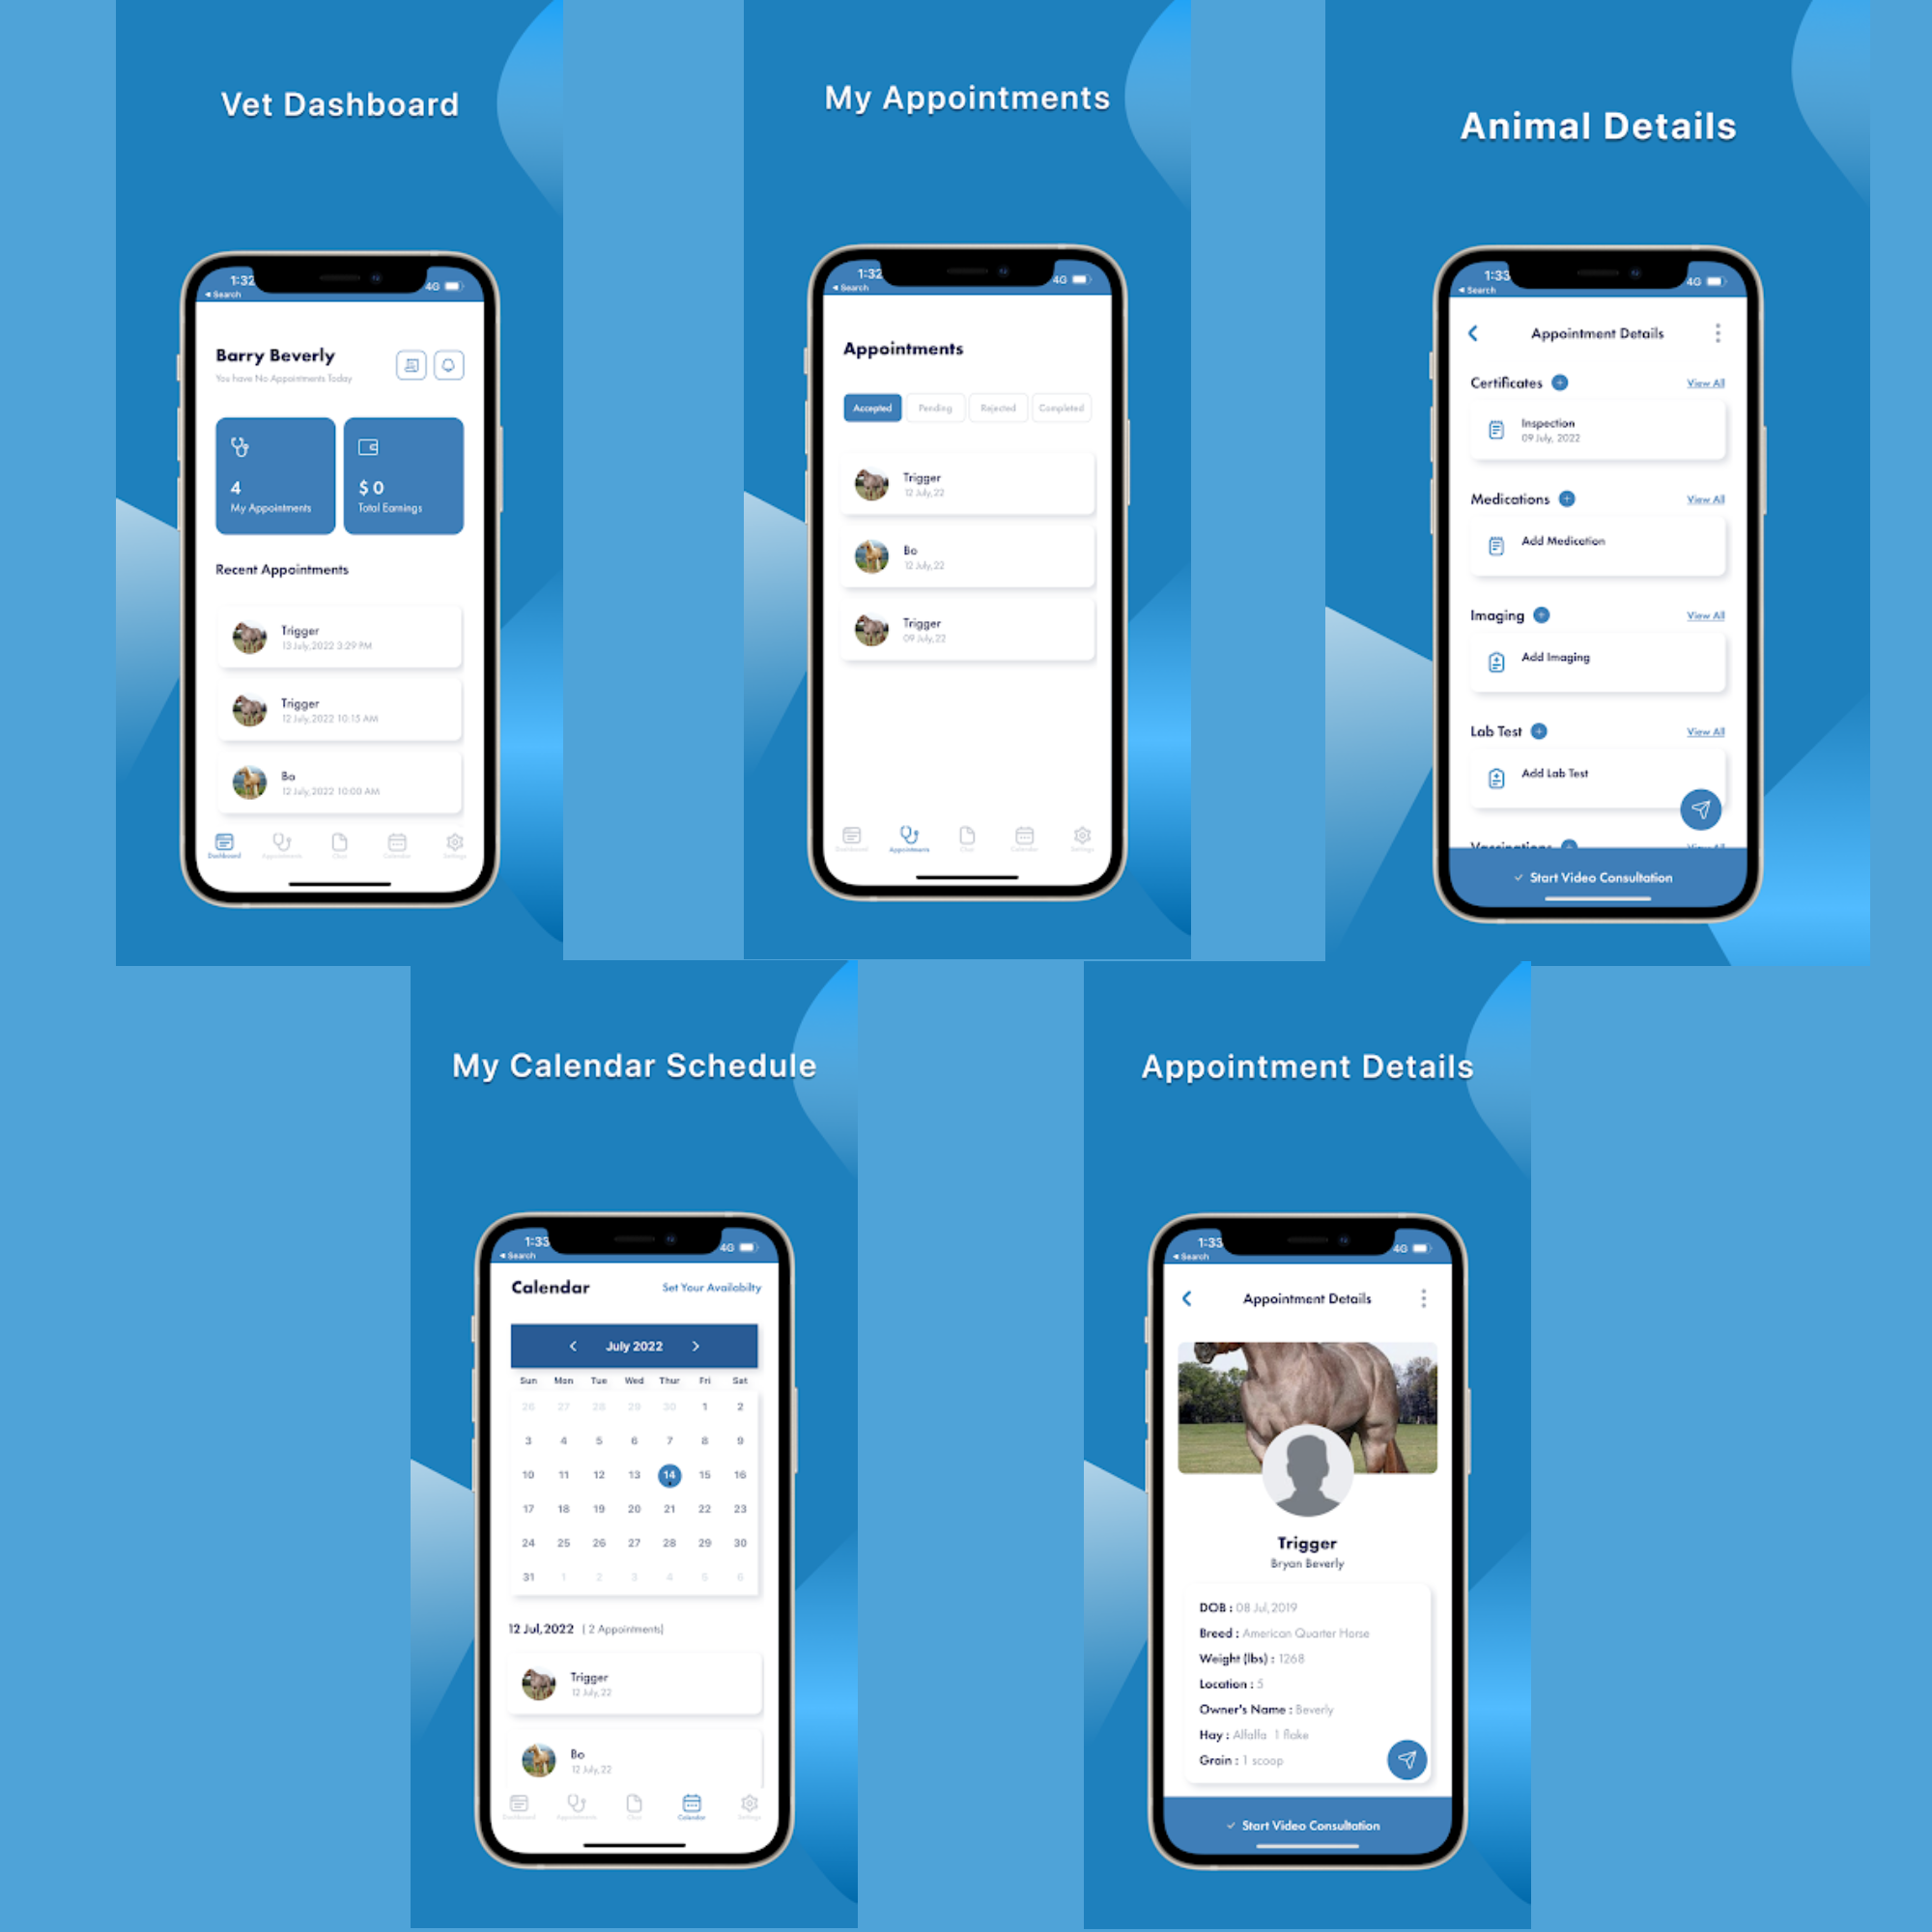 Vet Dashboard
1:32
4G
◄ Search
Barry Beverly
You have No Appointments Today
4
My Appointments
$ 0
Total Earnings
Recent Appointments
Trigger
13 July,2022 3:29 PM
Trigger
12 July,2022 10:15 AM
Bo
12 July,2022 10:00 AM
Dashboard
Appointments
Chat
Calendar
Settings
My Appointments
1:32
4G
◄ Search
Appointments
Accepted
Pending
Rejected
Completed
Trigger
12 July,22
Bo
12 July,22
Trigger
09 July,22
Dashboard
Appointments
Chat
Calendar
Settings
Animal Details
1:33
4G
◄ Search
Appointment Details
Certificates
View All
Inspection
09 July, 2022
Medications
View All
Add Medication
Imaging
View All
Add Imaging
Lab Test
View All
Add Lab Test
Vaccinations
View All
Start Video Consultation
My Calendar Schedule
1:33
4G
◄ Search
Calendar
Set Your Availabilty
July 2022
Sun Mon Tue Wed Thur Fri Sat
26 27 28 29 30 1 2
3 4 5 6 7 8 9
10 11 12 13 14 15 16
17 18 19 20 21 22 23
24 25 26 27 28 29 30
31 1 2 3 4 5 6
12 Jul,2022 ( 2 Appointments)
Trigger
12 July,22
Bo
12 July,22
Dashboard
Appointments
Chat
Calendar
Settings
Appointment Details
1:33
4G
◄ Search
Appointment Details
Trigger
Bryan Beverly
DOB : 08 Jul,2019
Breed : American Quarter Horse
Weight (lbs) : 1268
Location : 5
Owner's Name : Beverly
Hay : Alfalfa 1 flake
Grain : 1 scoop
Start Video Consultation